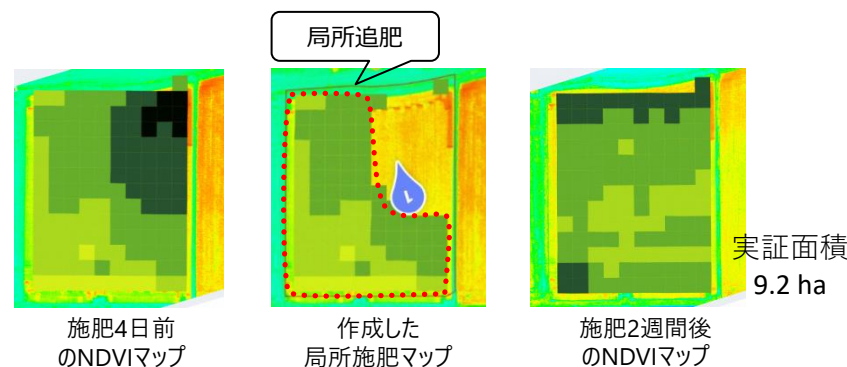 局所追肥
施肥4日前
のNDVIマップ
作成した
局所施肥マップ
施肥2週間後
のNDVIマップ
実証面積
9.2 ha